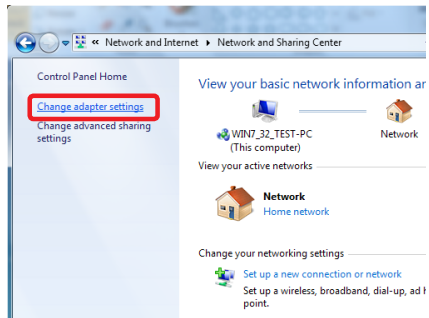 « Network and Internet ▸ Network and Sharing Center
Control Panel Home
Change adapter settings
Change advanced sharing
settings
View your basic network information
WIN7_32_TEST-PC
(This computer)
Network
View your active networks
Network
Home network
Change your networking settings
Set up a new connection or network
Set up a wireless, broadband, dial-up, ad
point.